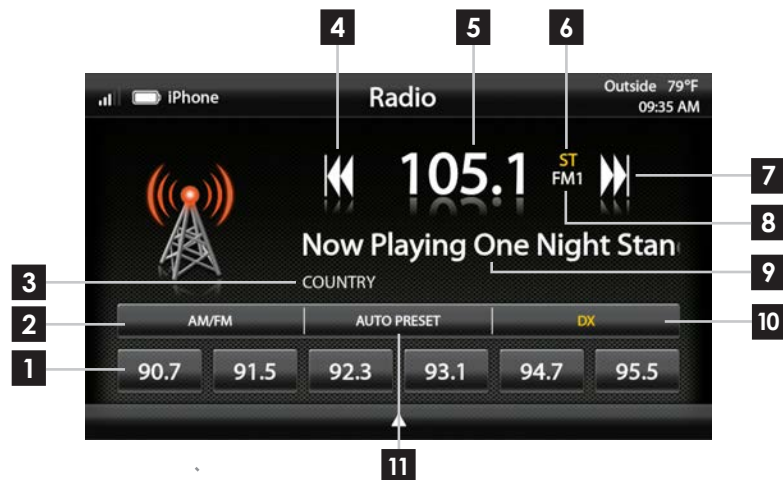 4 5 6
iPhone Radio Outside 79°F
09:35 AM
105.1 ST
FM1
7
8
Now Playing One Night Stan
9
3 COUNTRY
2 AM/FM AUTO PRESET DX 10
1 90.7 91.5 92.3 93.1 94.7 95.5
11